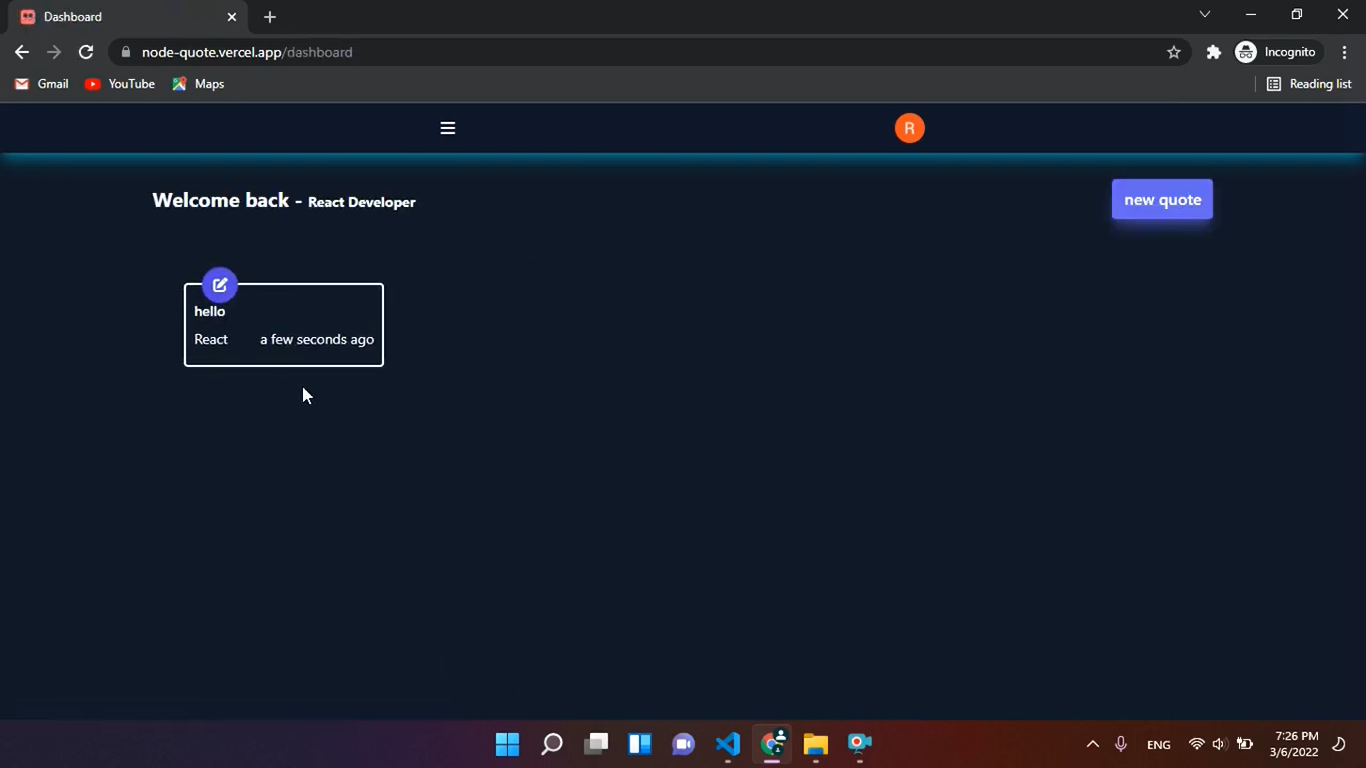 Dashboard
node-quote.vercel.app/dashboard
Incognito
Gmail YouTube Maps Reading list
R
Welcome back - React Developer
new quote
hello
React a few seconds ago
ENG
7:26 PM
3/6/2022